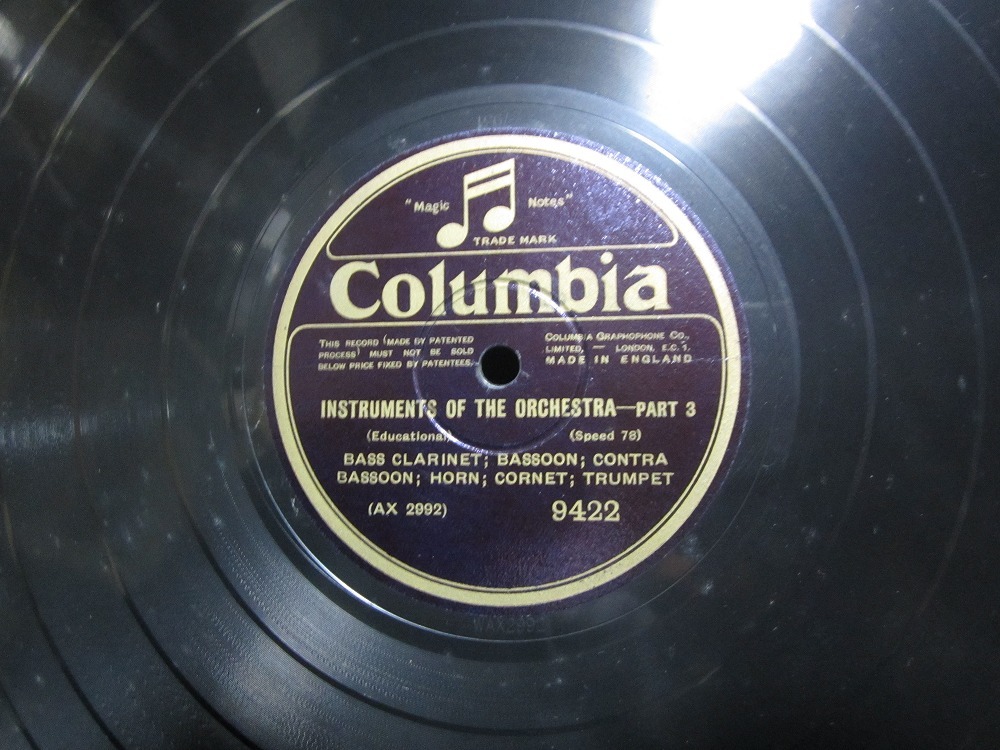 "Magic Notes"
TRADE MARK
Columbia
THIS RECORD (MADE BY PATENTED
PROCESS) MUST NOT BE SOLD
BELOW PRICE FIXED BY PATENTEES.
COLUMBIA GRAPHOPHONE CO.,
LIMITED, — LONDON, E.C.1.
MADE IN ENGLAND
INSTRUMENTS OF THE ORCHESTRA—PART 3
(Educational) (Speed 78)
BASS CLARINET; BASSOON; CONTRA
BASSOON; HORN; CORNET; TRUMPET
(AX 2992) 9422